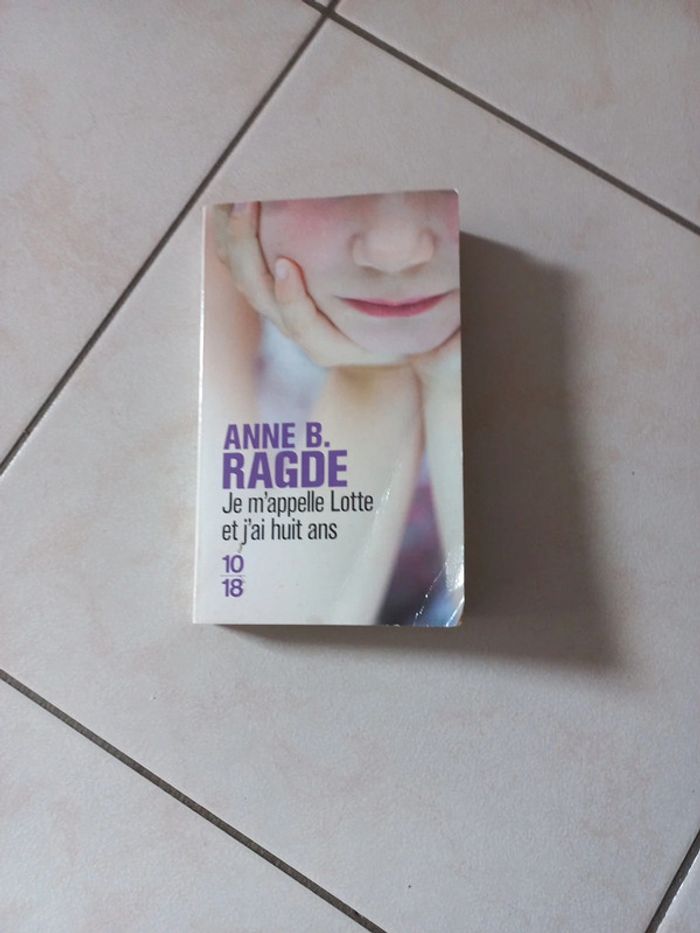 ANNE B.
RAGDE
Je m'appelle Lotte
et j'ai huit ans
10
18